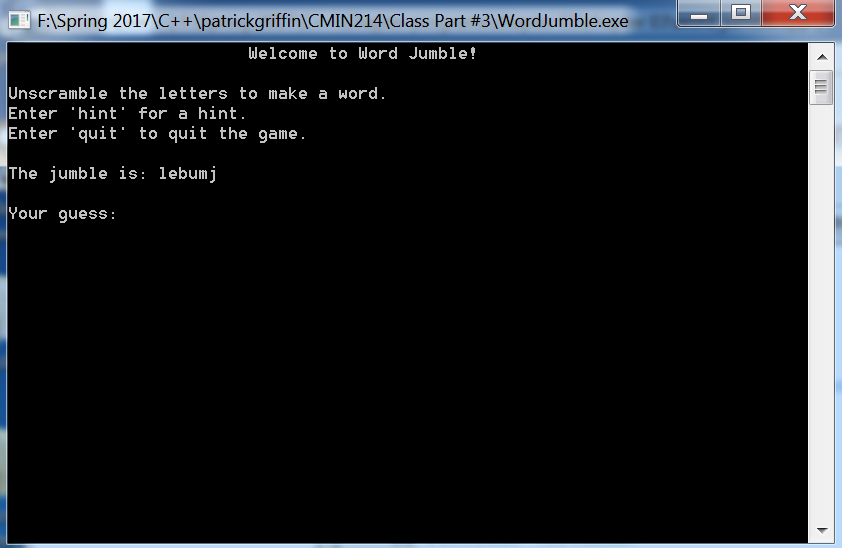 F:\Spring 2017\C++\patrickgriffin\CMIN214\Class Part #3\WordJumble.exe
Welcome to Word Jumble!
Unscramble the letters to make a word.
Enter 'hint' for a hint.
Enter 'quit' to quit the game.
The jumble is: lebumj
Your guess: